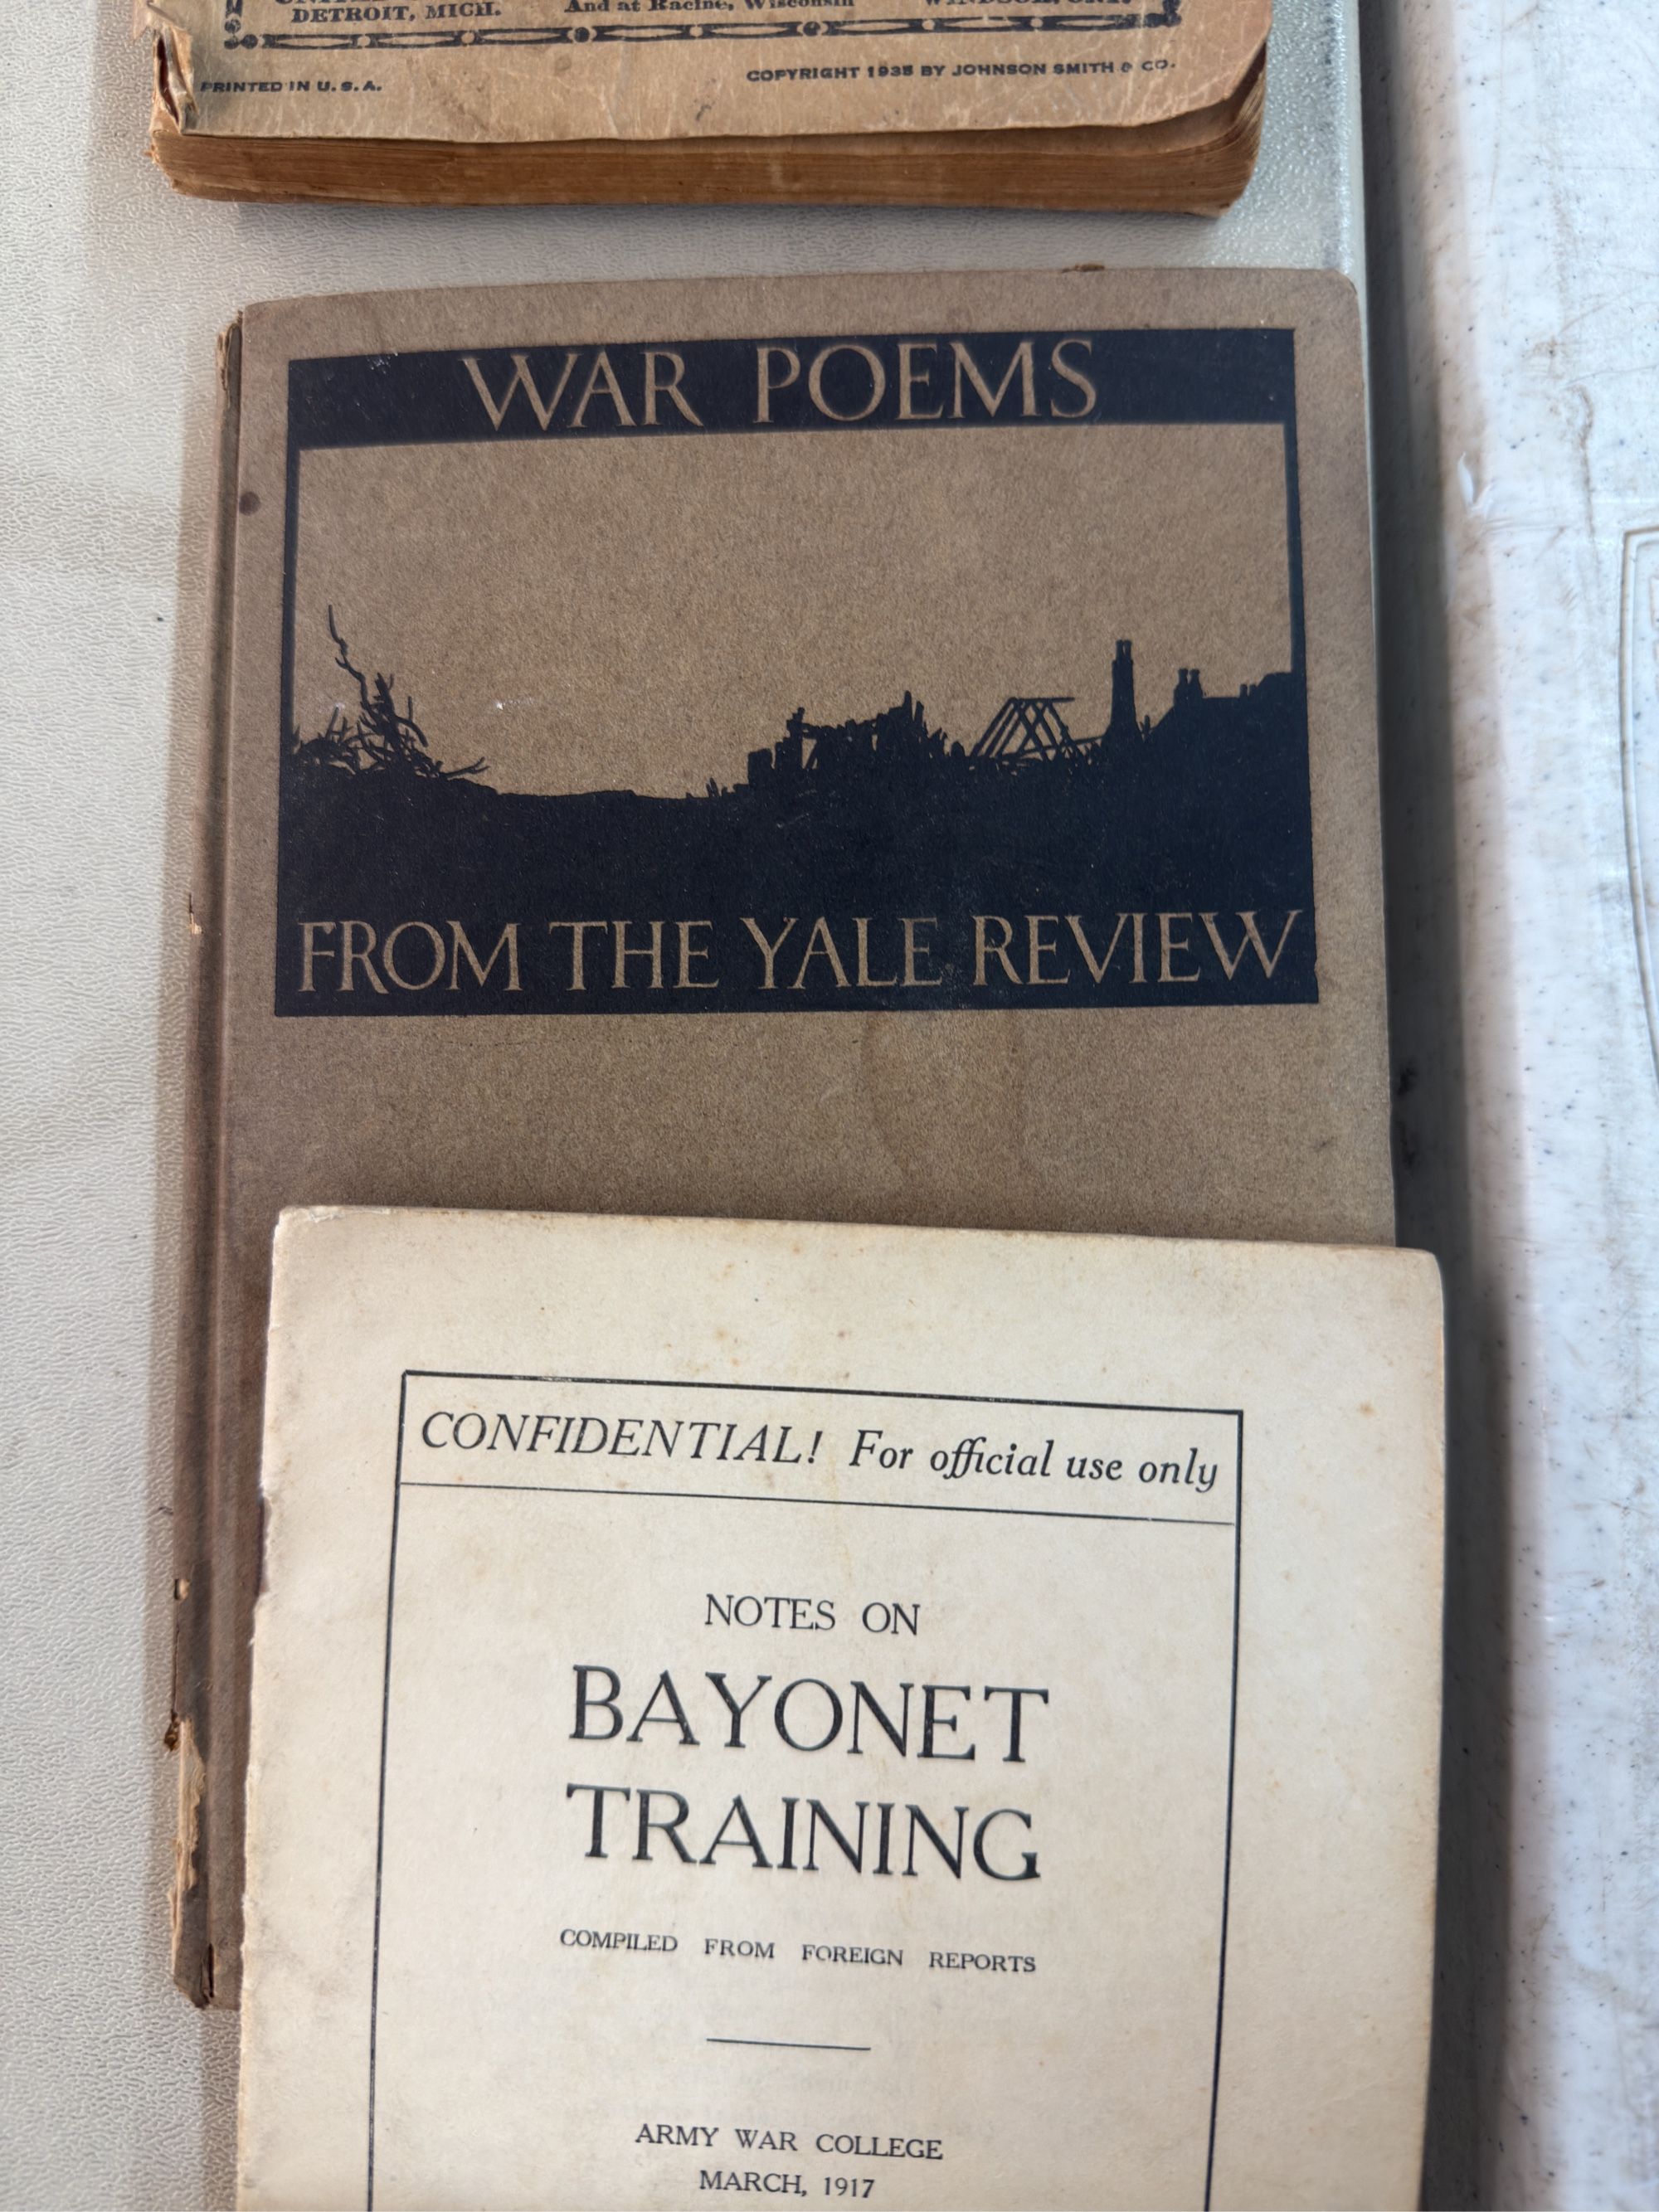 DETROIT, MICH. And at Racine, Wisconsin WINDSOR, ONT.
PRINTED IN U. S. A. COPYRIGHT 1935 BY JOHNSON SMITH & CO.
WAR POEMS
FROM THE YALE REVIEW
CONFIDENTIAL! For official use only
NOTES ON
BAYONET
TRAINING
COMPILED FROM FOREIGN REPORTS
ARMY WAR COLLEGE
MARCH, 1917